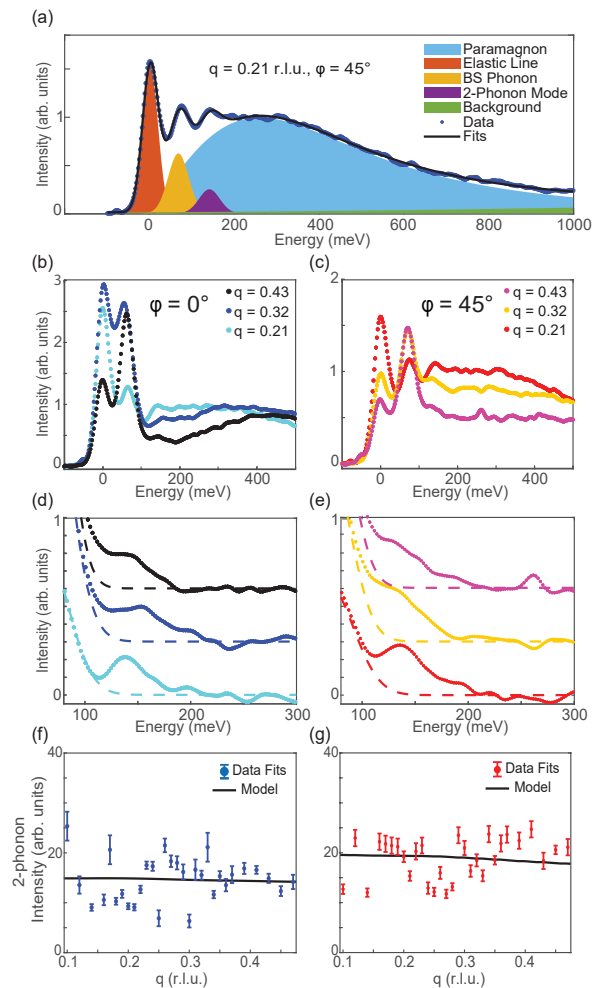 (a)
q = 0.21 r.l.u., φ = 45°
Paramagnon
Elastic Line
BS Phonon
2-Phonon Mode
Background
Data
Fits
Intensity (arb. units)
1
0
0 200 400 600 800 1000
Energy (meV)
(b)
φ = 0°
q = 0.43
q = 0.32
q = 0.21
Intensity (arb. units)
3
2
1
0
0 200 400
Energy (meV)
(c)
φ = 45°
q = 0.43
q = 0.32
q = 0.21
2
1
0
0 200 400
Energy (meV)
(d)
Intensity (arb. units)
1
0
100 200 300
Energy (meV)
(e)
1
0
100 200 300
Energy (meV)
(f)
Data Fits
Model
2-phonon
Intensity (arb. units)
40
20
0
0.1 0.2 0.3 0.4
q (r.l.u.)
(g)
Data Fits
Model
40
20
0
0.1 0.2 0.3 0.4
q (r.l.u.)